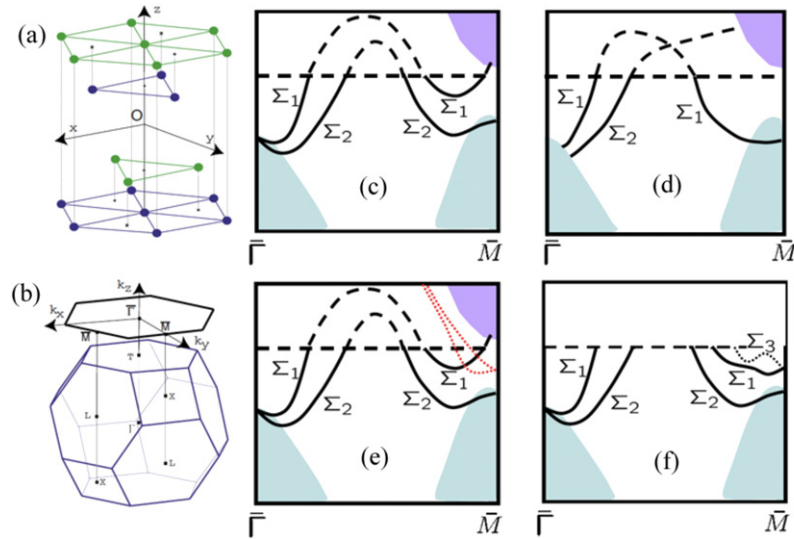 (a)
z
O
x
y
(b)
k_z
k_x
Γ̄
M̄
M̄
k_y
T
X
L
Γ
L
X
(c)
Σ₁
Σ₂
Σ₂
Σ₁
Γ̄
M̄
(d)
Σ₁
Σ₂
Σ₁
Γ̄
M̄
(e)
Σ₁
Σ₂
Σ₂
Σ₁
Γ̄
M̄
(f)
Σ₁
Σ₂
Σ₂
Σ₁
Σ₃
Γ̄
M̄